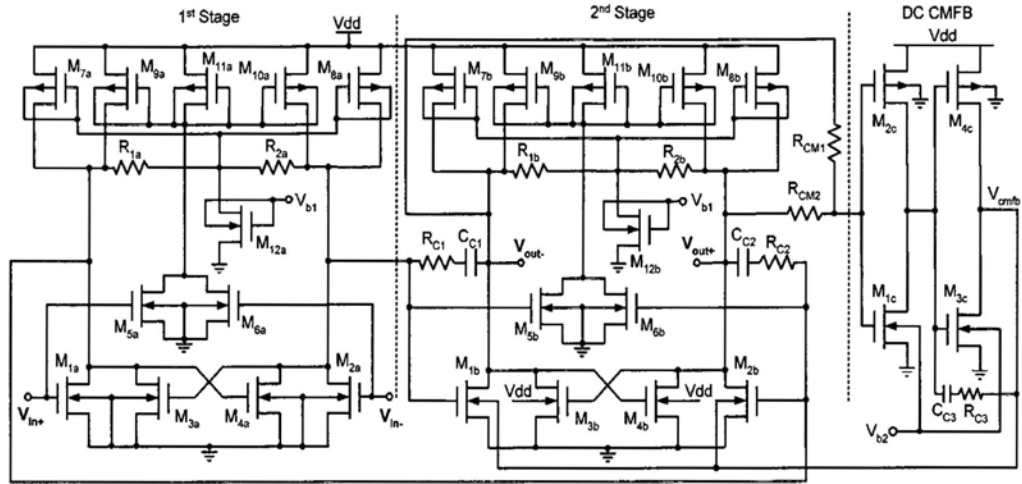 1st Stage
2nd Stage
DC CMFB
Vdd
Vdd
M7a
M9a
M11a
M10a
M8a
M7b
M9b
M11b
M10b
M8b
M2c
M4c
R1a
R2a
R1b
R2b
RCM1
RCM2
Vb1
M12a
Vb1
M12b
RC1
CC1
Vout-
Vout+
CC2
RC2
Vcmfb
M5a
M6a
M5b
M6b
M1c
M3c
M1a
M2a
M3a
M4a
Vin+
Vin-
M1b
M2b
Vdd
Vdd
M3b
M4b
CC3
RC3
Vb2